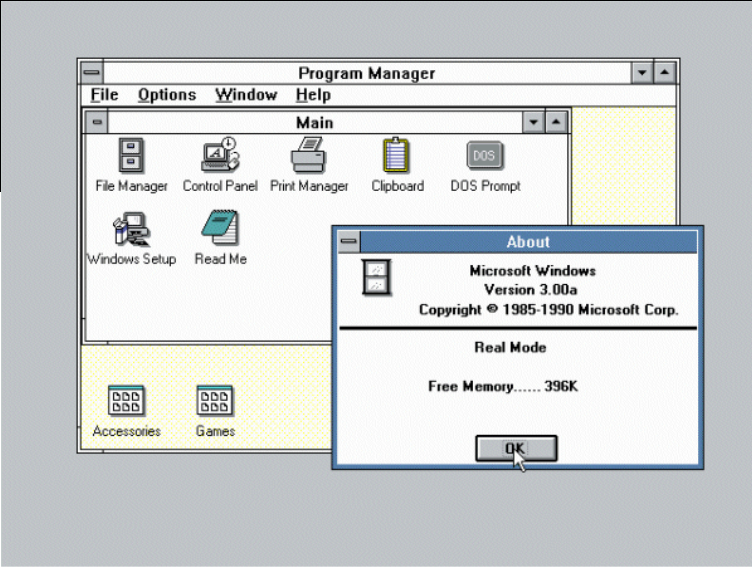 Program Manager
File Options Window Help
Main
File Manager Control Panel Print Manager Clipboard DOS Prompt
DOS
Windows Setup Read Me
About
Microsoft Windows
Version 3.00a
Copyright © 1985-1990 Microsoft Corp.
Real Mode
Free Memory...... 396K
OK
Accessories Games